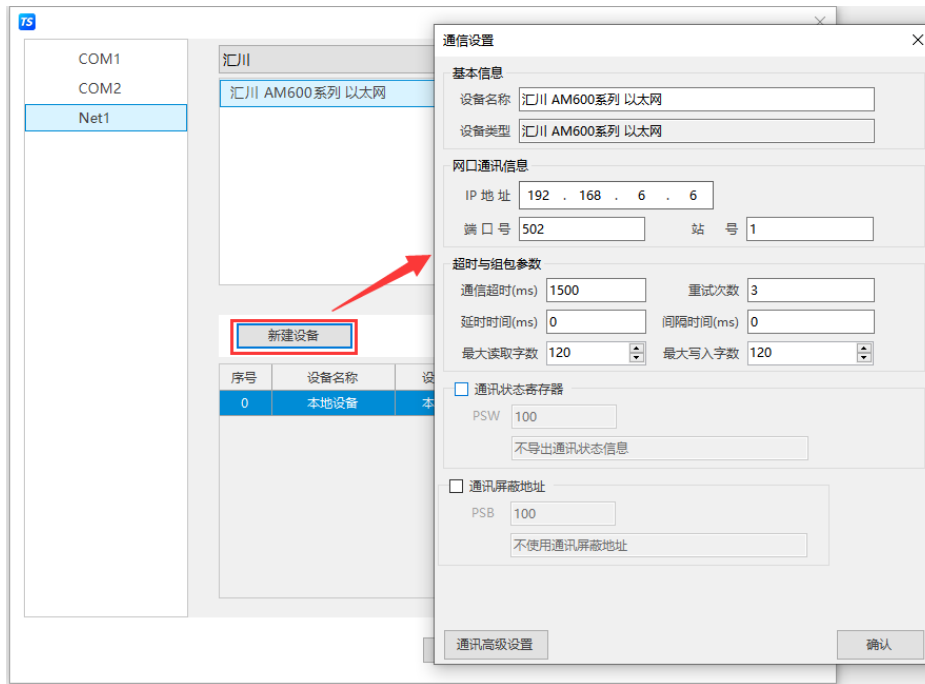 TS
COM1
COM2
Net1
汇川
汇川 AM600系列 以太网
新建设备
序号 设备名称 设
0 本地设备 本
通信设置
基本信息
设备名称 汇川 AM600系列 以太网
设备类型 汇川 AM600系列 以太网
网口通讯信息
IP 地 址 192 . 168 . 6 . 6
端 口 号 502 站 号 1
超时与组包参数
通信超时(ms) 1500 重试次数 3
延时时间(ms) 0 间隔时间(ms) 0
最大读取字数 120 最大写入字数 120
通讯状态寄存器
PSW 100
不导出通讯状态信息
通讯屏蔽地址
PSB 100
不使用通讯屏蔽地址
通讯高级设置 确认